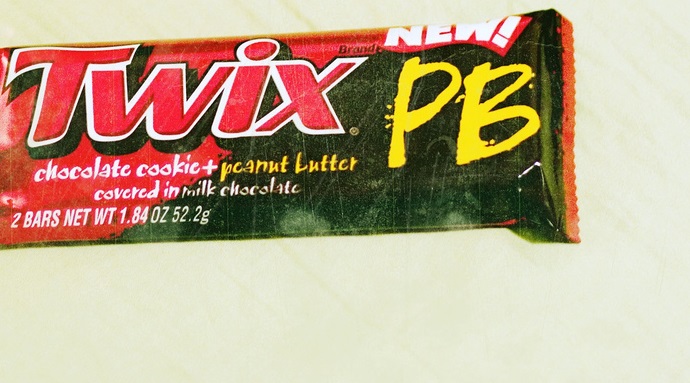 NEW!
Twix
Brand
PB
chocolate cookie + peanut butter
covered in milk chocolate
2 BARS NET WT 1.84 OZ 52.2g